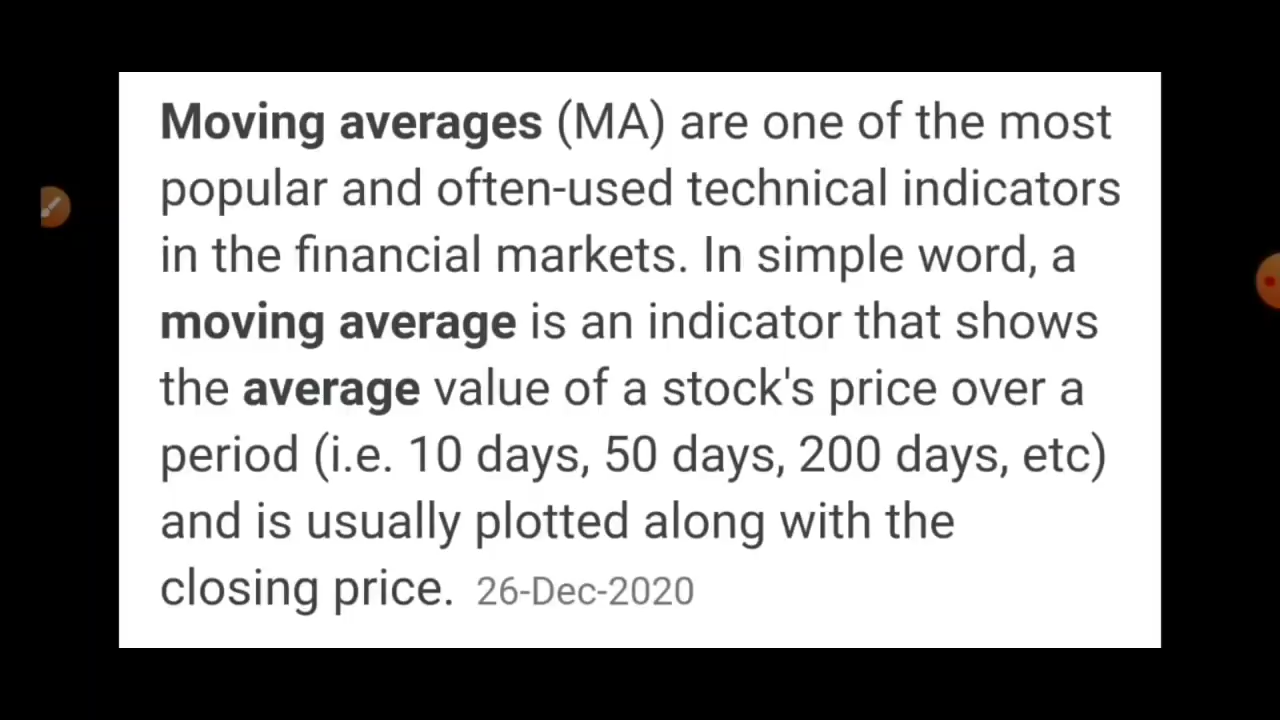 Moving averages (MA) are one of the most
popular and often-used technical indicators
in the financial markets. In simple word, a
moving average is an indicator that shows
the average value of a stock's price over a
period (i.e. 10 days, 50 days, 200 days, etc)
and is usually plotted along with the
closing price. 26-Dec-2020